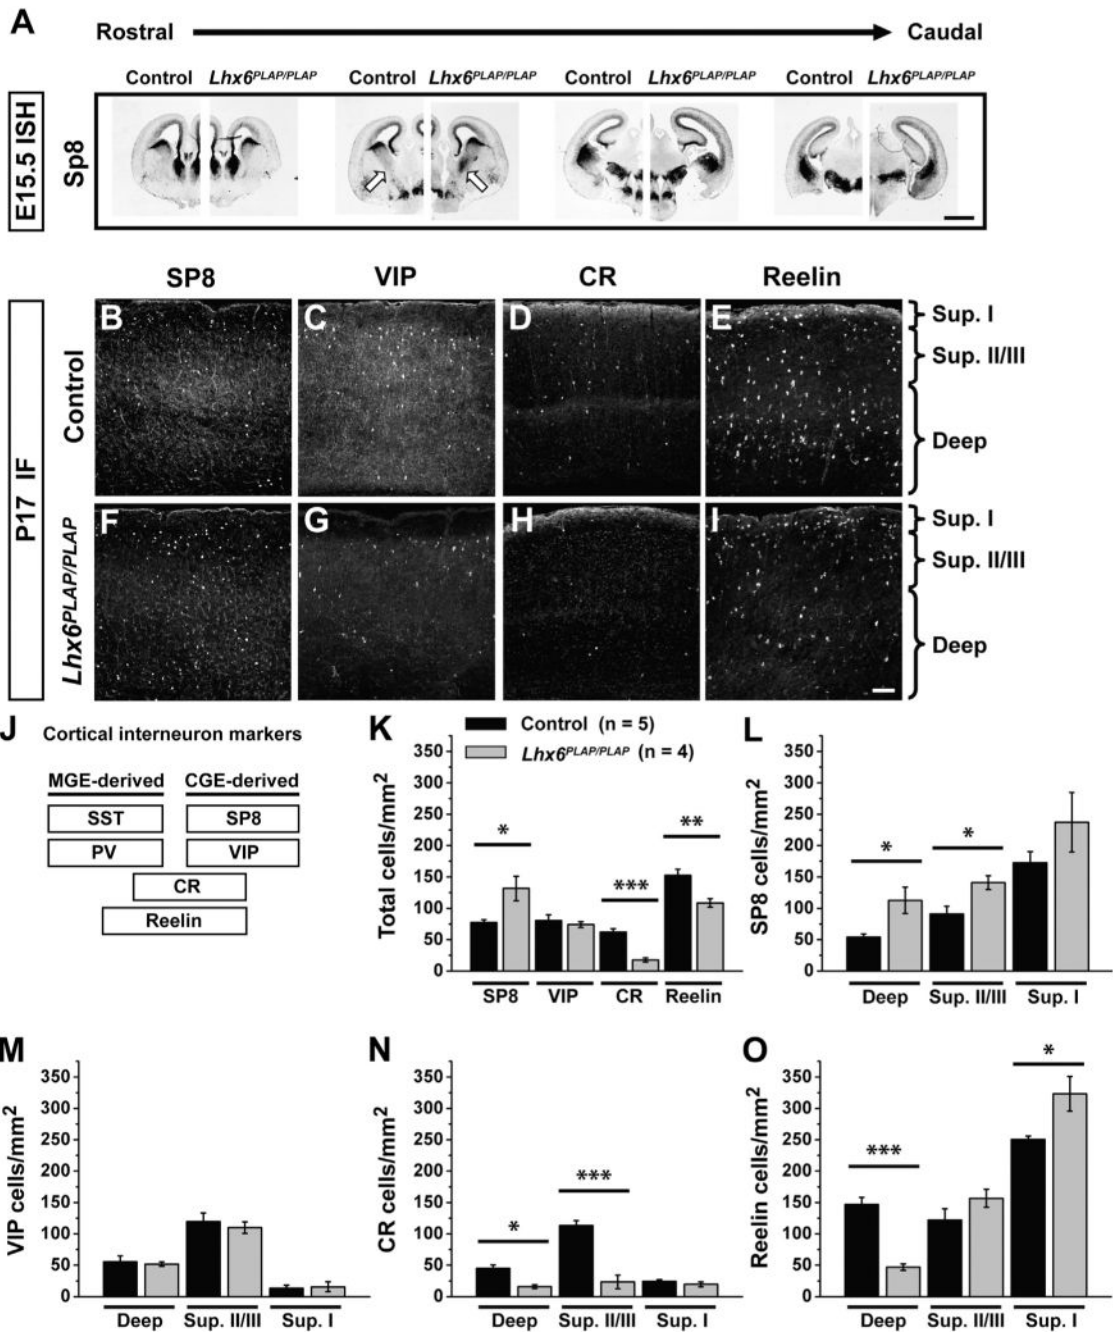 A
Rostral Caudal
Control Lhx6PLAP/PLAP Control Lhx6PLAP/PLAP Control Lhx6PLAP/PLAP Control Lhx6PLAP/PLAP
E15.5 ISH
Sp8
SP8 VIP CR Reelin
P17 IF
Control
B C D E
Sup. I
Sup. II/III
Deep
Lhx6PLAP/PLAP
F G H I
Sup. I
Sup. II/III
Deep
J
Cortical interneuron markers
MGE-derived CGE-derived
SST SP8
PV VIP
CR
Reelin
K
Control (n = 5)
Lhx6PLAP/PLAP (n = 4)
Total cells/mm2
350
300
250
200
150
100
50
0
* *** **
SP8 VIP CR Reelin
L
SP8 cells/mm2
350
300
250
200
150
100
50
0
* *
Deep Sup. II/III Sup. I
M
VIP cells/mm2
350
300
250
200
150
100
50
0
Deep Sup. II/III Sup. I
N
CR cells/mm2
350
300
250
200
150
100
50
0
* ***
Deep Sup. II/III Sup. I
O
Reelin cells/mm2
350
300
250
200
150
100
50
0
*** *
Deep Sup. II/III Sup. I